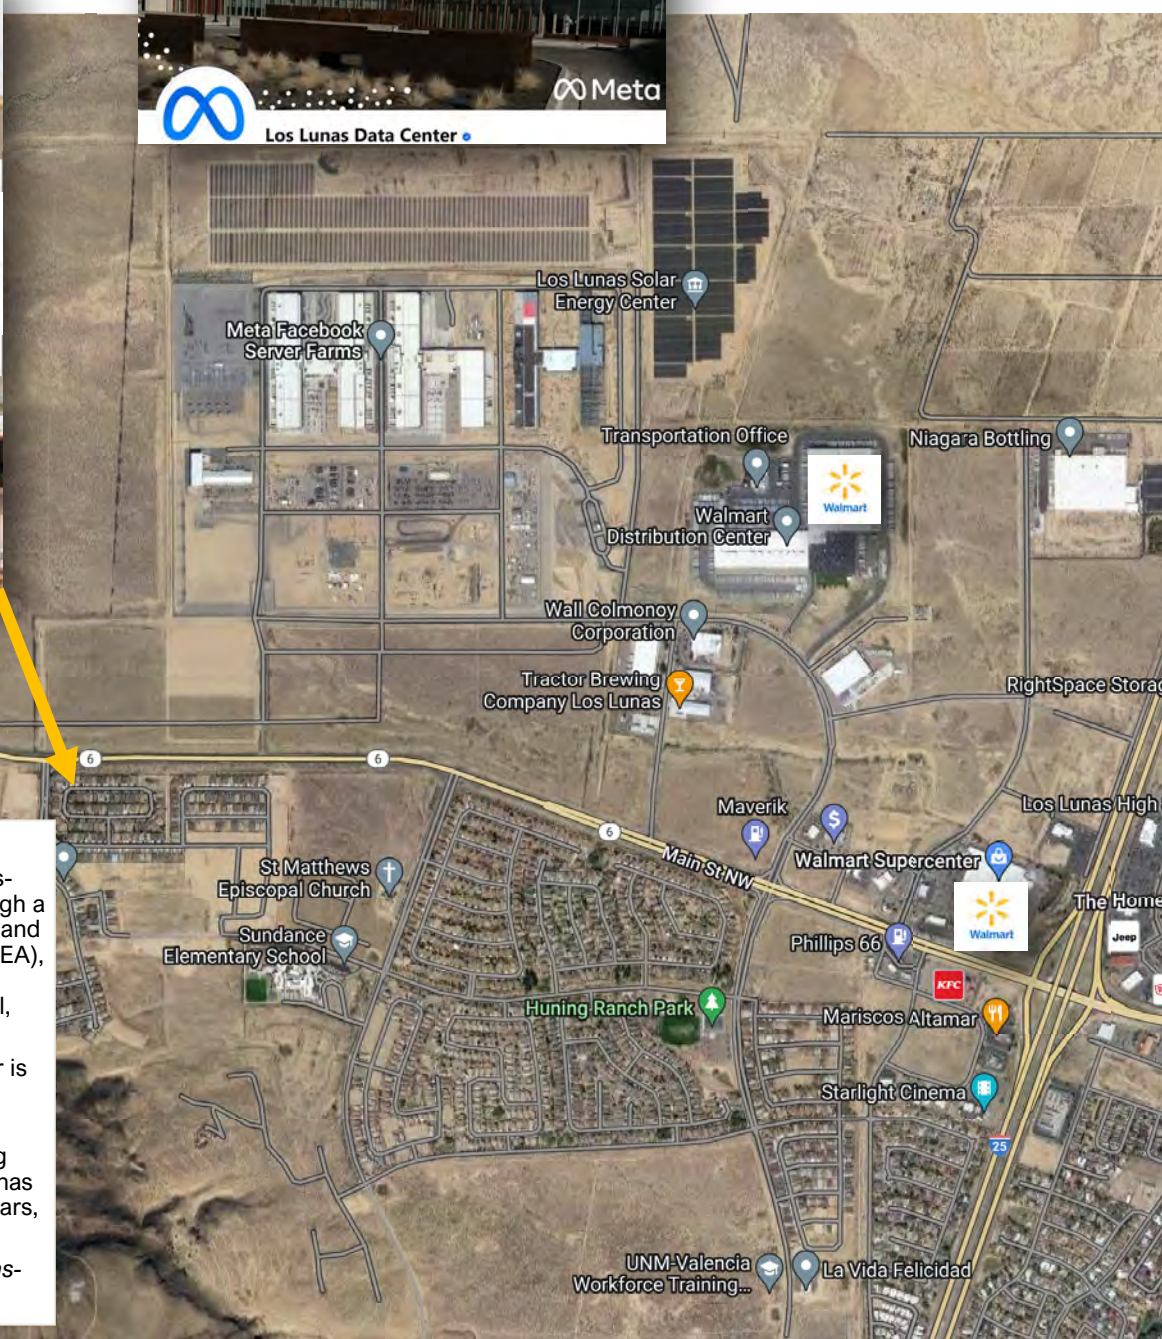 Meta
Los Lunas Data Center
Los Lunas Solar
Energy Center
Meta Facebook
Server Farms
Transportation Office
Niagara Bottling
Walmart
Walmart
Distribution Center
Wall Colmonoy
Corporation
Tractor Brewing
Company Los Lunas
RightSpace Storag
6
6
Maverik
Los Lunas High
6
Main St NW
Walmart Supercenter
St Matthews
Episcopal Church
The Home
Walmart
Jeep
Phillips 66
Sundance
Elementary School
KFC
Huning Ranch Park
Mariscos Altamar
Starlight Cinema
25
UNM-Valencia
Workforce Training...
La Vida Felicidad
s-
gh a
and
EA),
l,
r is
g
has
ars,
ns-